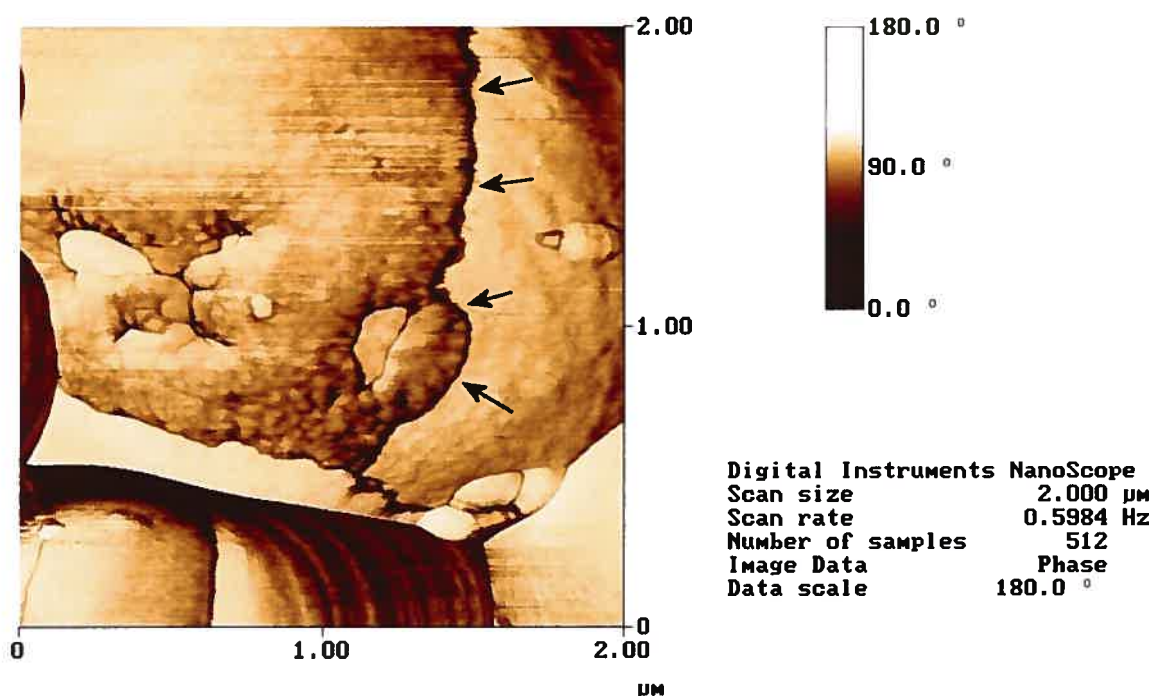 2.00
1.00
0
0 1.00 2.00
µm
180.0 °
90.0 °
0.0 °
Digital Instruments NanoScope
Scan size 2.000 µm
Scan rate 0.5984 Hz
Number of samples 512
Image Data Phase
Data scale 180.0 °